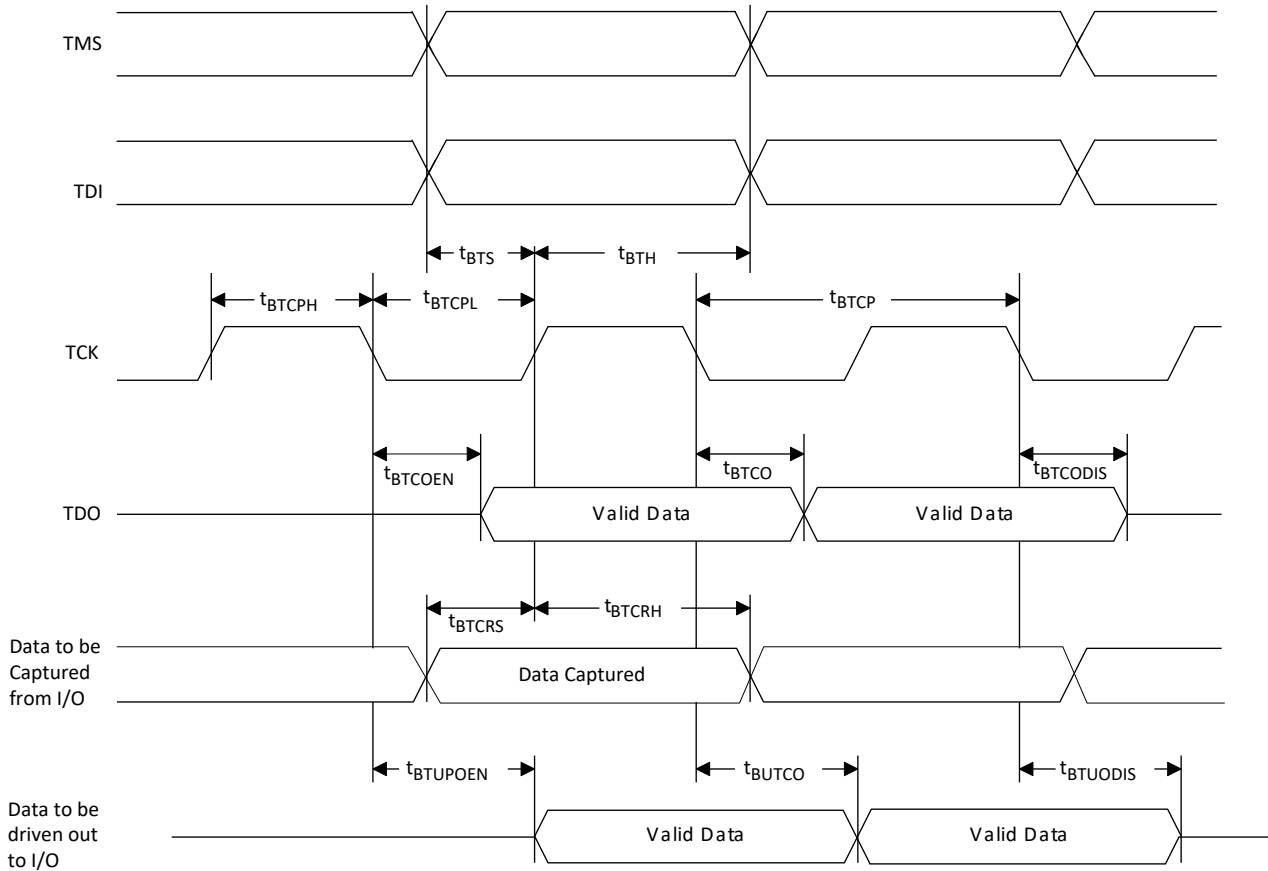 TMS
TDI
tBTS
tBTH
tBTCPH
tBTCPL
tBTCP
TCK
tBTCOEN
tBTCO
tBTCODIS
TDO
Valid Data
Valid Data
tBTCRS
tBTCRH
Data to be
Captured
from I/O
Data Captured
tBTUPOEN
tBUTCO
tBTUODIS
Data to be
driven out
to I/O
Valid Data
Valid Data